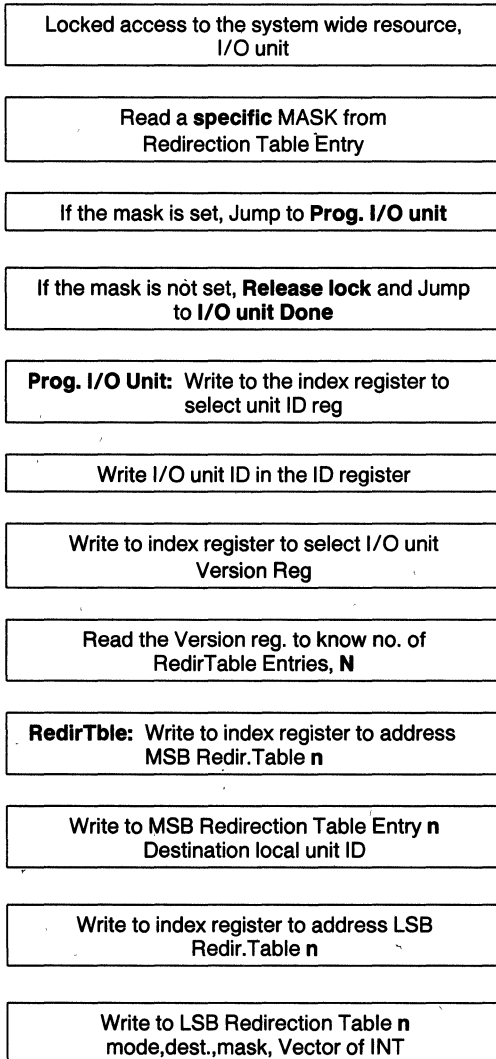 Locked access to the system wide resource,
I/O unit
Read a specific MASK from
Redirection Table Entry
If the mask is set, Jump to Prog. I/O unit
If the mask is not set, Release lock and Jump
to I/O unit Done
Prog. I/O Unit: Write to the index register to
select unit ID reg
Write I/O unit ID in the ID register
Write to index register to select I/O unit
Version Reg
Read the Version reg. to know no. of
RedirTable Entries, N
RedirTble: Write to index register to address
MSB Redir.Table n
Write to MSB Redirection Table Entry n
Destination local unit ID
Write to index register to address LSB
Redir.Table n
Write to LSB Redirection Table n
mode,dest.,mask, Vector of INT